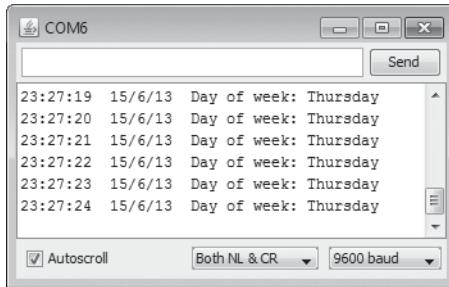 COM6
Send
23:27:19 15/6/13 Day of week: Thursday
23:27:20 15/6/13 Day of week: Thursday
23:27:21 15/6/13 Day of week: Thursday
23:27:22 15/6/13 Day of week: Thursday
23:27:23 15/6/13 Day of week: Thursday
23:27:24 15/6/13 Day of week: Thursday
Autoscroll Both NL & CR 9600 baud